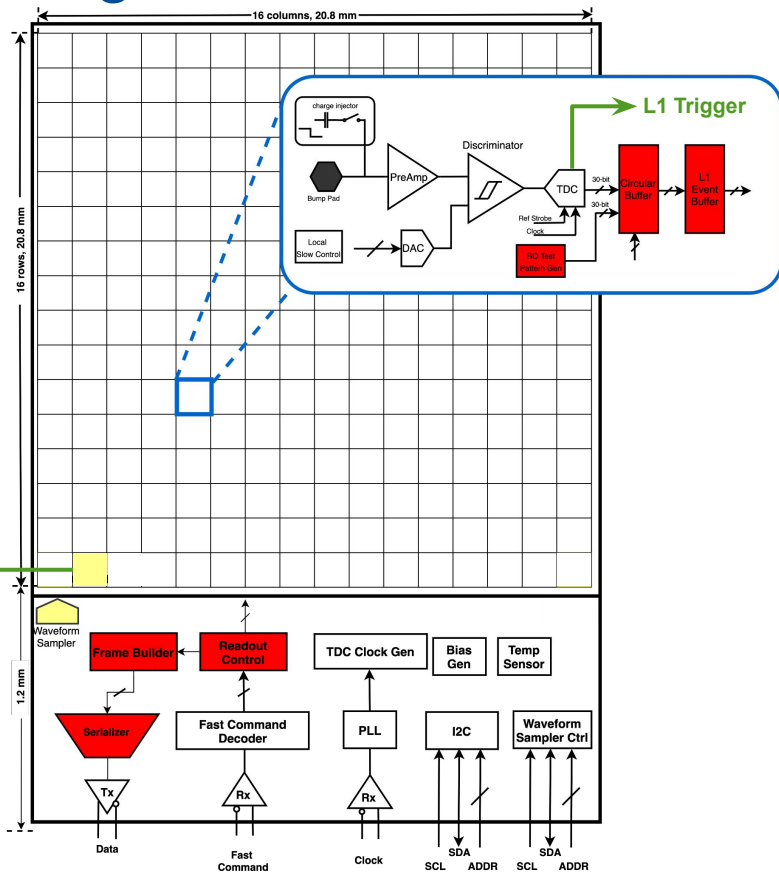 16 columns, 20.8 mm
16 rows, 20.8 mm
charge injector
L1 Trigger
Discriminator
PreAmp
Bump Pad
TDC
30-bit
30-bit
Circular
Buffer
L1
Event
Buffer
Ref Strobe
Clock
Local
Slow Control
DAC
RO Test
Pattern Gen
Waveform
Sampler
1.2 mm
Frame Builder
Readout
Control
TDC Clock Gen
Bias
Gen
Temp
Sensor
Serializer
Fast Command
Decoder
PLL
I2C
Waveform
Sampler Ctrl
Tx
Rx
Rx
Data
Fast
Command
Clock
SCL
SDA
ADDR
SCL
SDA
ADDR